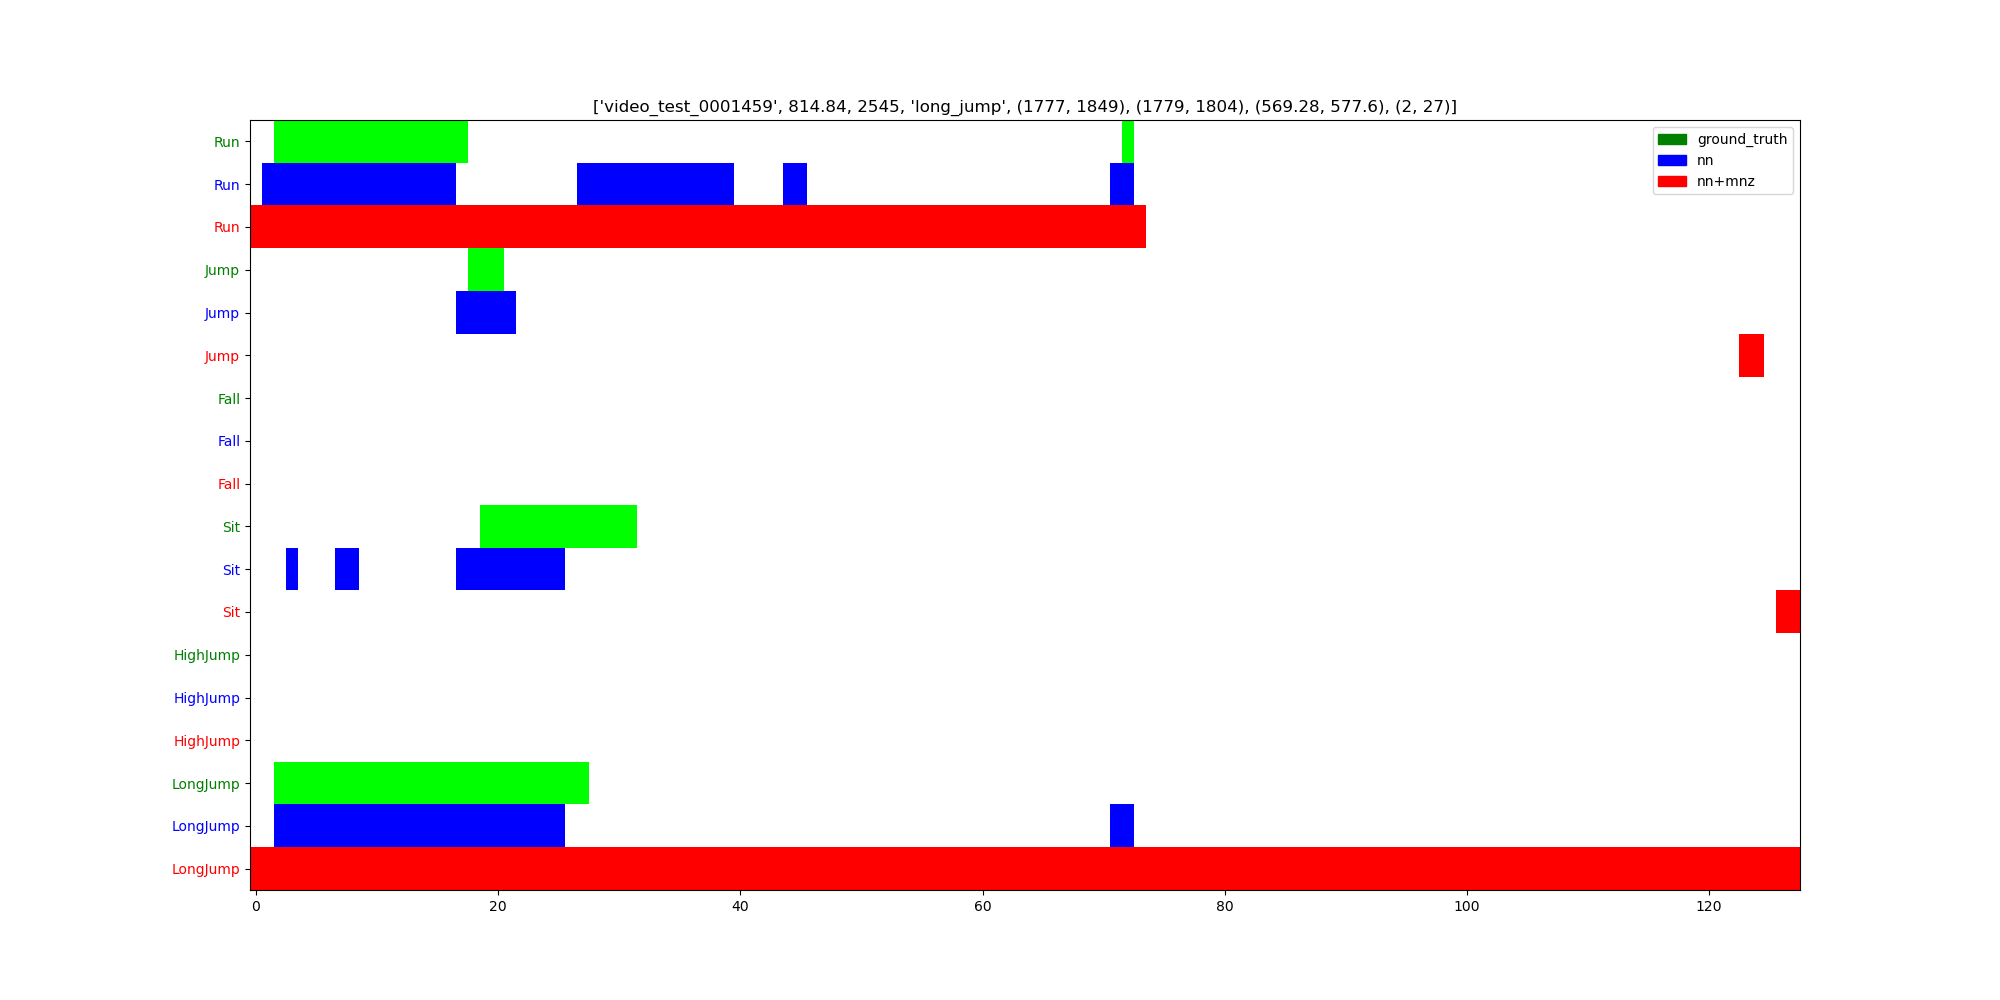 ['video_test_0001459', 814.84, 2545, 'long_jump', (1777, 1849), (1779, 1804), (569.28, 577.6), (2, 27)]
ground_truth
nn
nn+mnz
Run
Run
Run
Jump
Jump
Jump
Fall
Fall
Fall
Sit
Sit
Sit
HighJump
HighJump
HighJump
LongJump
LongJump
LongJump
0 20 40 60 80 100 120